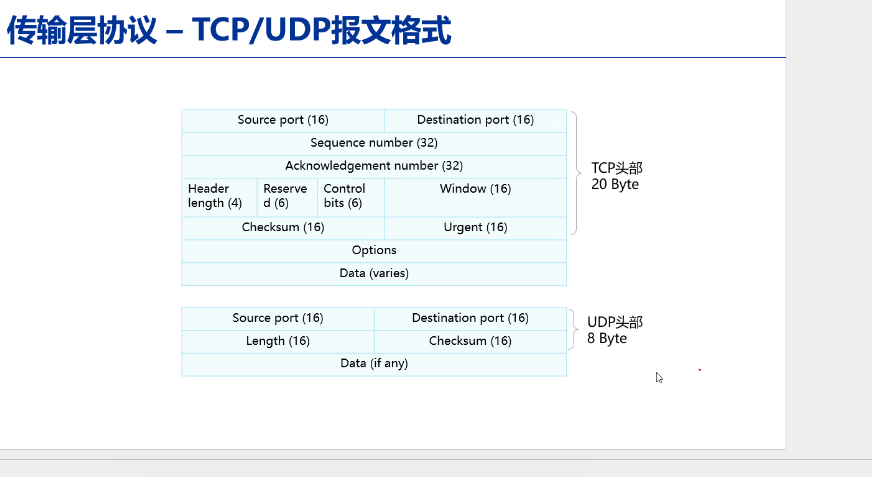 传输层协议 – TCP/UDP报文格式
Source port (16) Destination port (16)
Sequence number (32)
Acknowledgement number (32)
Header Reserve Control Window (16)
length (4) d (6) bits (6)
Checksum (16) Urgent (16)
Options
Data (varies)
TCP头部
20 Byte
Source port (16) Destination port (16)
Length (16) Checksum (16)
Data (if any)
UDP头部
8 Byte